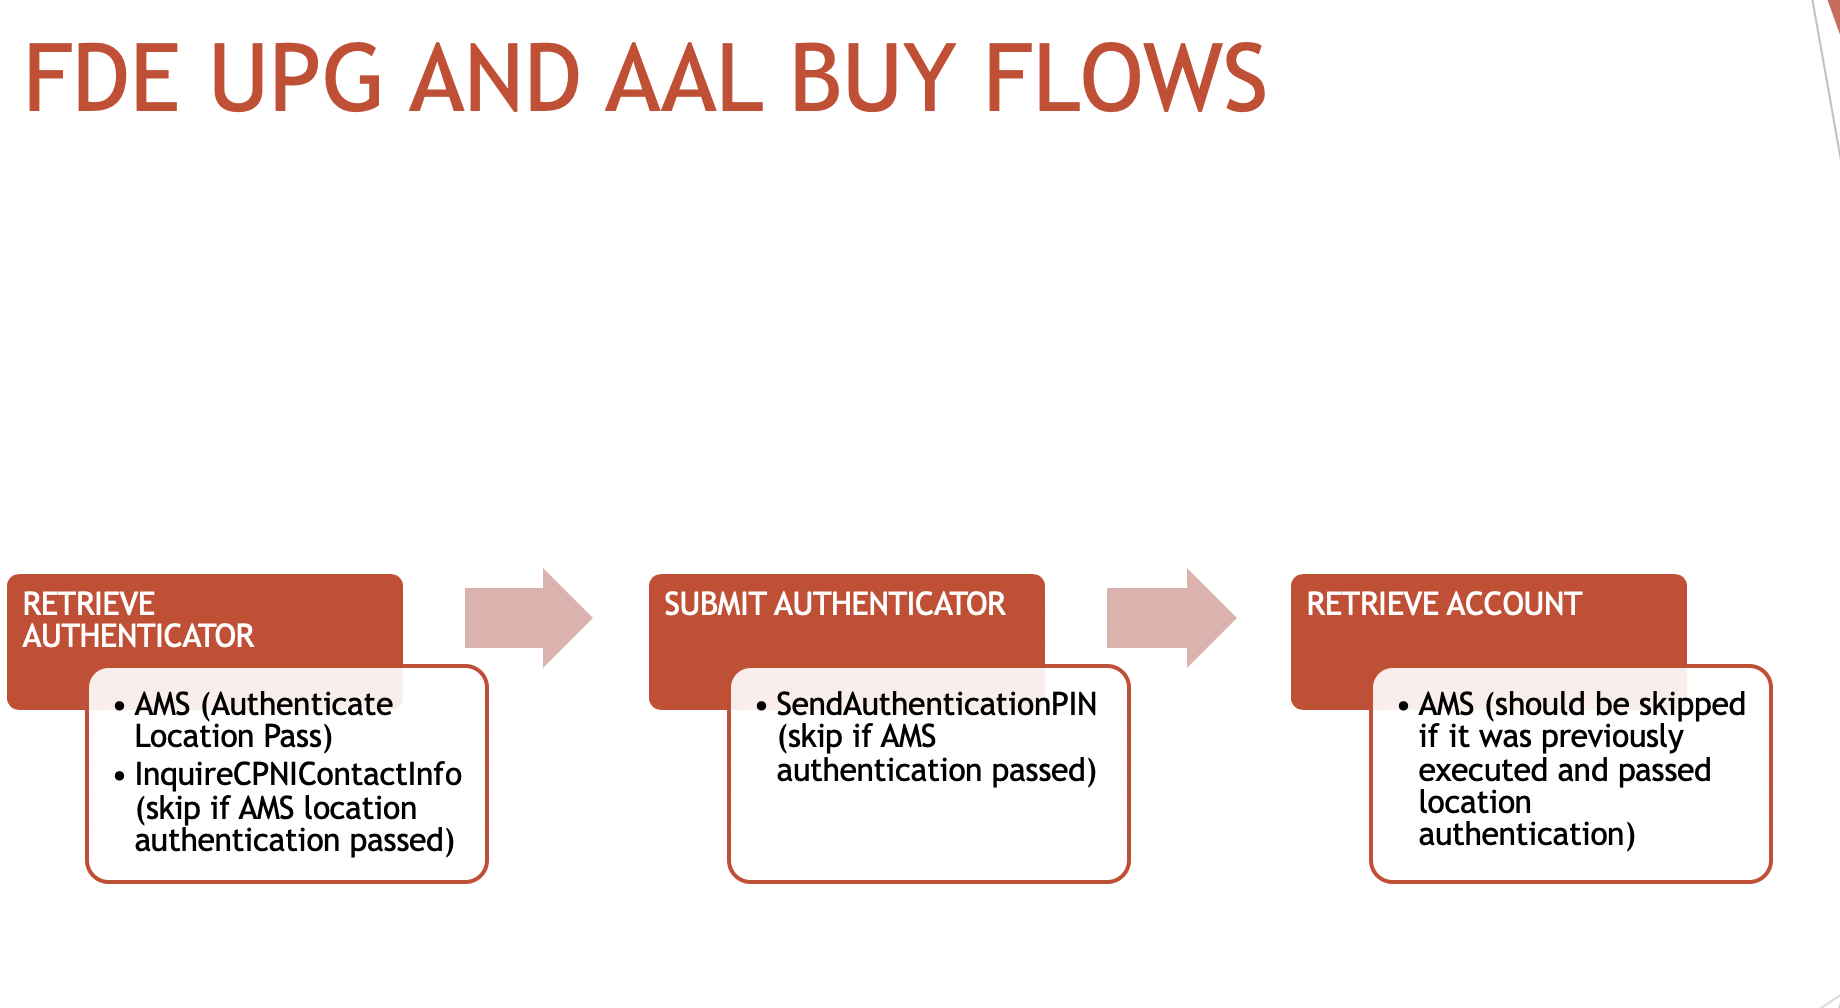 FDE UPG AND AAL BUY FLOWS
RETRIEVE
AUTHENTICATOR
• AMS (Authenticate
Location Pass)
• InquireCPNIContactInfo
(skip if AMS location
authentication passed)
SUBMIT AUTHENTICATOR
• SendAuthenticationPIN
(skip if AMS
authentication passed)
RETRIEVE ACCOUNT
• AMS (should be skipped
if it was previously
executed and passed
location
authentication)